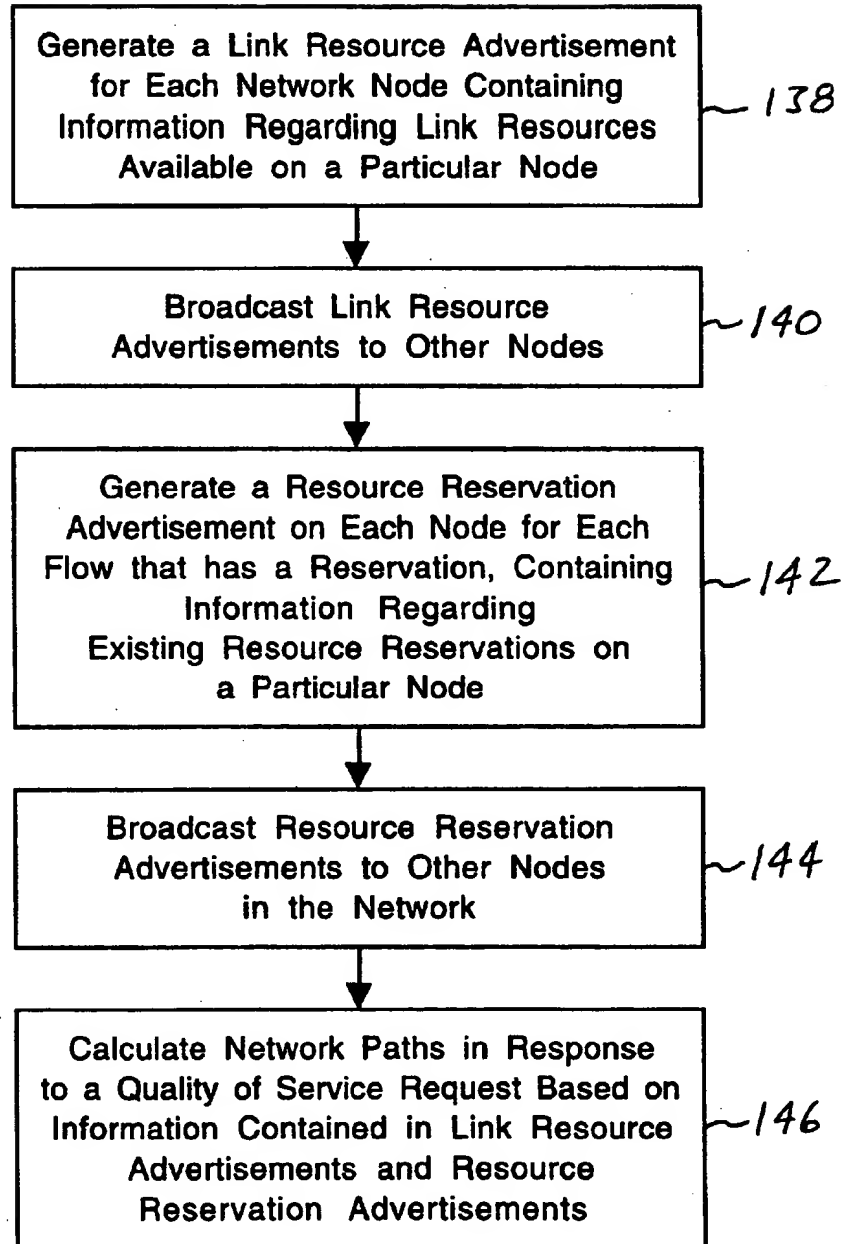 Generate a Link Resource Advertisement
for Each Network Node Containing
Information Regarding Link Resources
Available on a Particular Node
138
Broadcast Link Resource
Advertisements to Other Nodes
140
Generate a Resource Reservation
Advertisement on Each Node for Each
Flow that has a Reservation, Containing
Information Regarding
Existing Resource Reservations on
a Particular Node
142
Broadcast Resource Reservation
Advertisements to Other Nodes
in the Network
144
Calculate Network Paths in Response
to a Quality of Service Request Based on
Information Contained in Link Resource
Advertisements and Resource
Reservation Advertisements
146